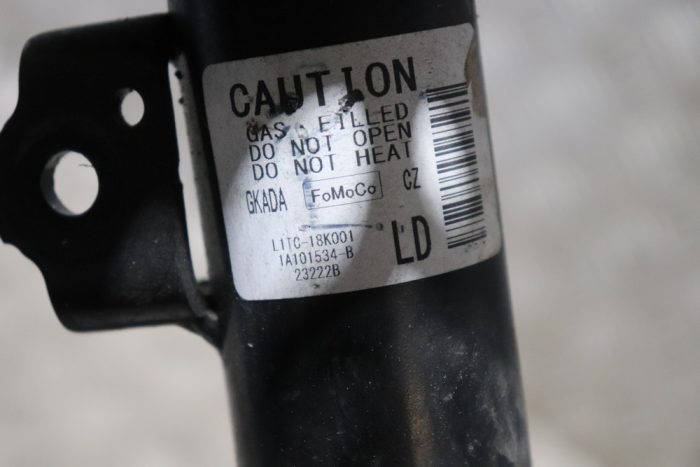 CAUTION
GAS FILLED
DO NOT OPEN
DO NOT HEAT
GKADA FoMoCo CZ
L1TC-18K001
1A101534-B
23222B
LD